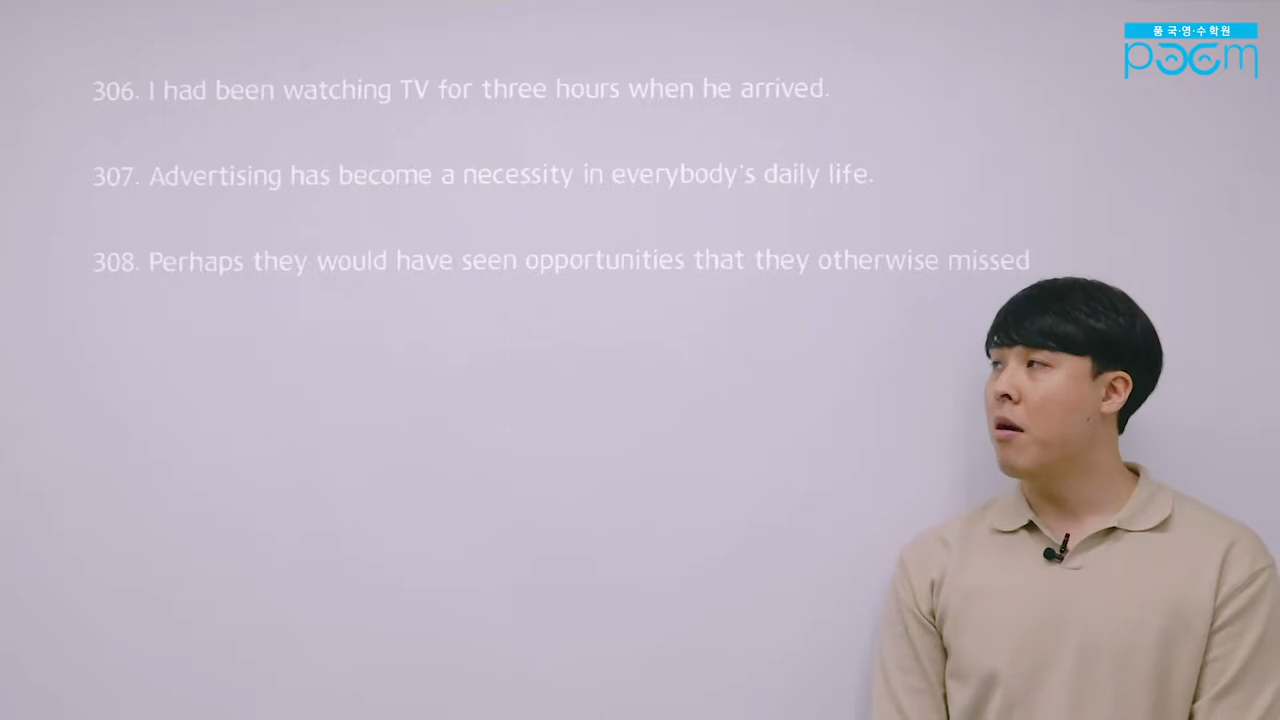 품 국·영·수 학원
poem
306. I had been watching TV for three hours when he arrived.
307. Advertising has become a necessity in everybody's daily life.
308. Perhaps they would have seen opportunities that they otherwise missed